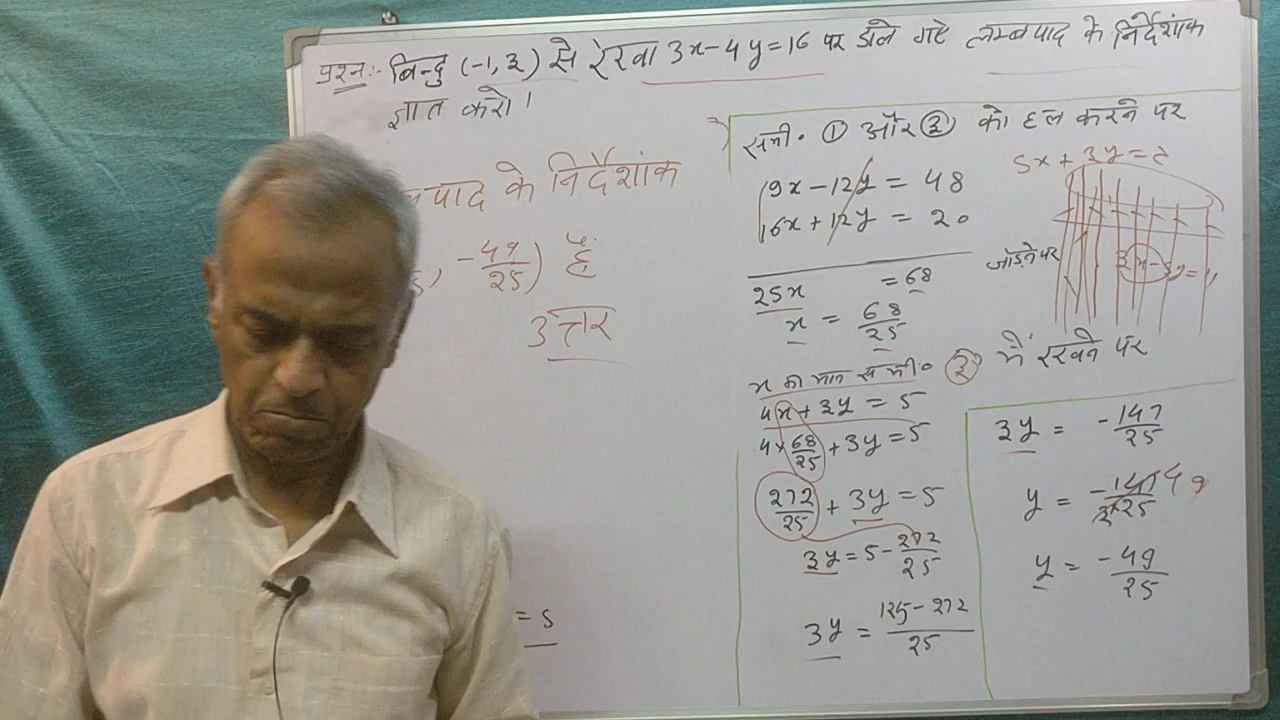 प्रश्न:- बिन्दु (-1, 3) से रेखा 3x-4y=16 पर डाले गए लम्बपाद के निर्देशांक
ज्ञात करो।
पाद के निर्देशांक
, -49/25) है
उत्तर
= 5
समी॰ ① और ② को हल करने पर
9x - 12y = 48
16x + 12y = 20
जोड़ने पर
25x = 68
x = 68/25
x का मान समी॰ ② में रखने पर
4x + 3y = 5
4×68/25 + 3y = 5
272/25 + 3y = 5
3y = 5 - 272/25
3y = 125 - 272/25
5x + 3y =
3y = -147/25
y = -147/3×25 49
y = -49/25